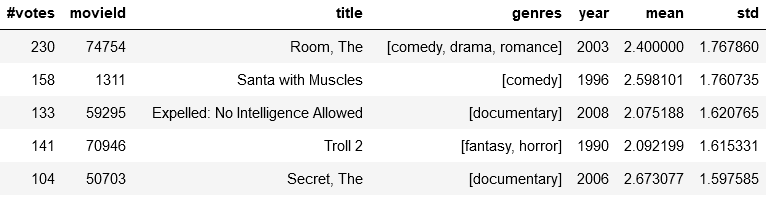 #votes movieId title genres year mean std
230 74754 Room, The [comedy, drama, romance] 2003 2.400000 1.767860
158 1311 Santa with Muscles [comedy] 1996 2.598101 1.760735
133 59295 Expelled: No Intelligence Allowed [documentary] 2008 2.075188 1.620765
141 70946 Troll 2 [fantasy, horror] 1990 2.092199 1.615331
104 50703 Secret, The [documentary] 2006 2.673077 1.597585